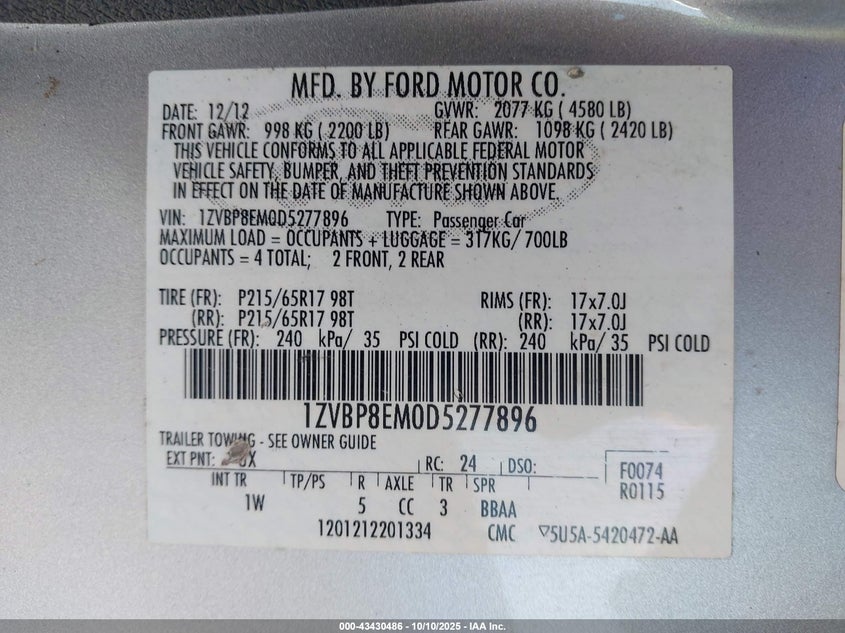 MFD. BY FORD MOTOR CO.
DATE: 12/12 GVWR: 2077 KG ( 4580 LB)
FRONT GAWR: 998 KG ( 2200 LB) REAR GAWR: 1098 KG ( 2420 LB)
THIS VEHICLE CONFORMS TO ALL APPLICABLE FEDERAL MOTOR
VEHICLE SAFETY, BUMPER, AND THEFT PREVENTION STANDARDS
IN EFFECT ON THE DATE OF MANUFACTURE SHOWN ABOVE.
VIN: 1ZVBP8EM0D5277896 TYPE: Passenger Car
MAXIMUM LOAD = OCCUPANTS + LUGGAGE = 317KG/ 700LB
OCCUPANTS = 4 TOTAL; 2 FRONT, 2 REAR
TIRE (FR): P215/65R17 98T RIMS (FR): 17x7.0J
(RR): P215/65R17 98T (RR): 17x7.0J
PRESSURE (FR): 240 kPa/ 35 PSI COLD (RR): 240 kPa/ 35 PSI COLD
1ZVBP8EM0D5277896
TRAILER TOWING - SEE OWNER GUIDE
EXT PNT: RC: 24 DSO: F0074
INT TR TP/PS R AXLE TR SPR R0115
1W 5 CC 3 BBAA
1201212201334 CMC ▽5U5A-5420472-AA
000-43430486 - 10/10/2025 - IAA Inc.